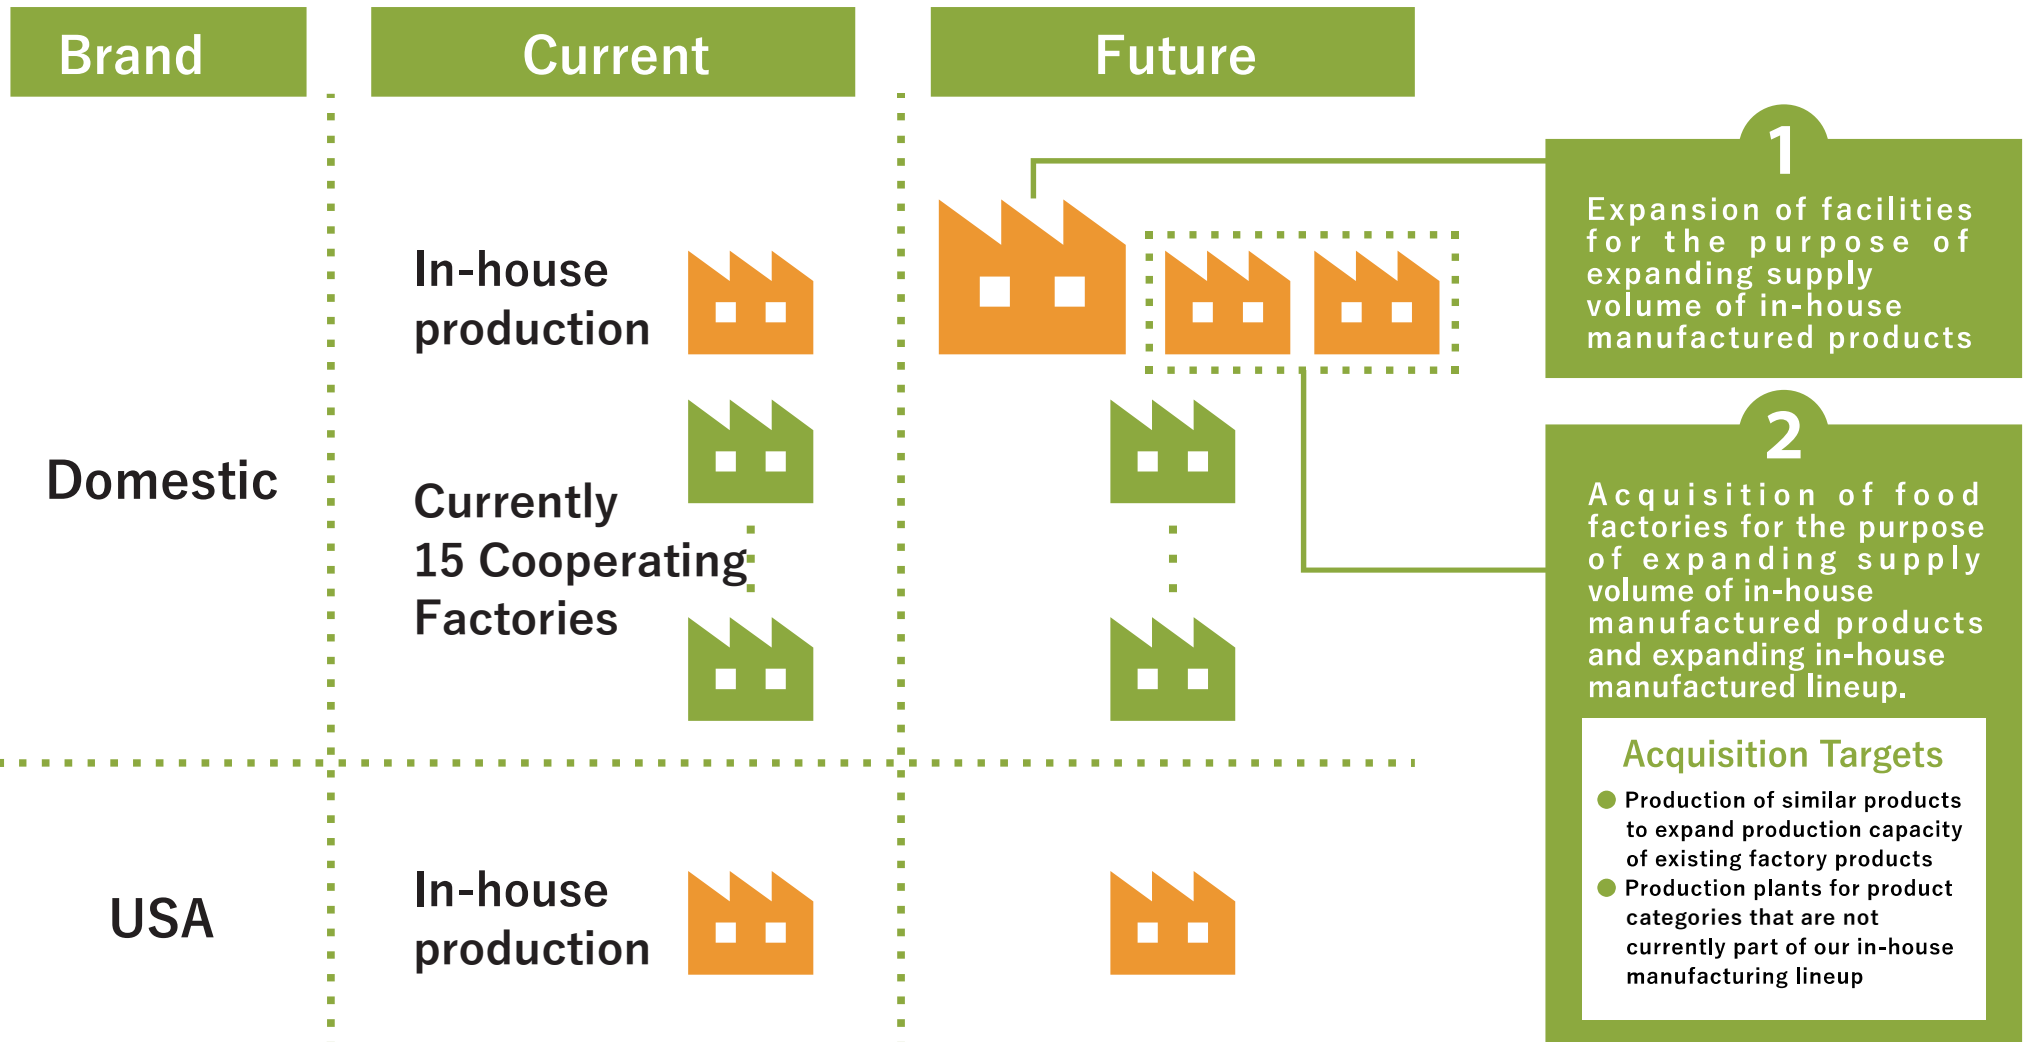 Brand
Current
Future
Domestic
In-house
production
Currently
15 Cooperating
Factories
USA
In-house
production
1
Expansion of facilities
for the purpose of
expanding supply
volume of in-house
manufactured products
2
Acquisition of food
factories for the purpose
of expanding supply
volume of in-house
manufactured products
and expanding in-house
manufactured lineup.
Acquisition Targets
● Production of similar products
to expand production capacity
of existing factory products
● Production plants for product
categories that are not
currently part of our in-house
manufacturing lineup